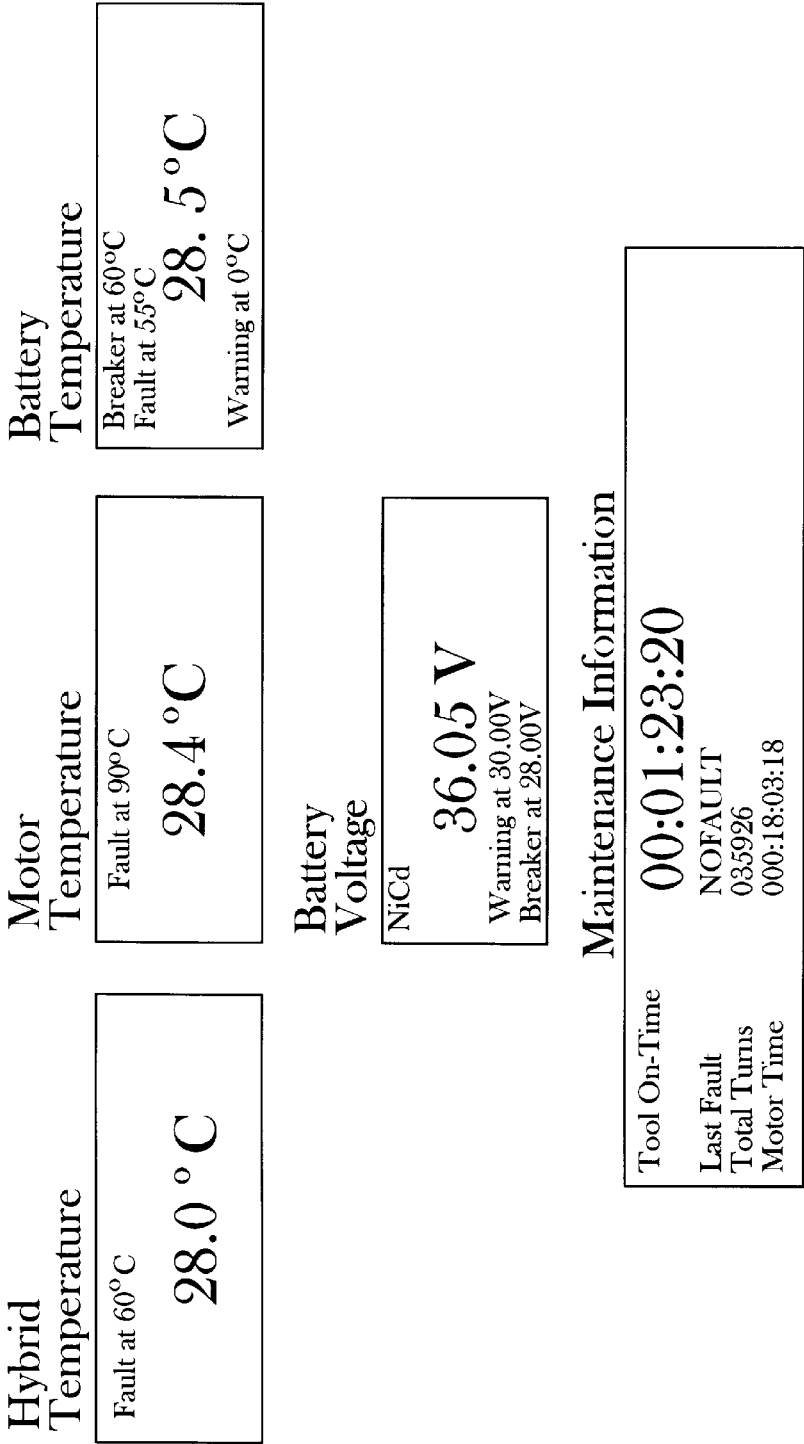 Hybrid
Temperature
Fault at 60°C
28.0 °C
Motor
Temperature
Fault at 90°C
28.4 °C
Battery
Temperature
Breaker at 60°C
Fault at 55°C
28.5 °C
Warning at 0°C
Battery
Voltage
NiCd
36.05 V
Warning at 30.00V
Breaker at 28.00V
Maintenance Information
Tool On-Time 00:01:23:20
Last Fault NOFAULT
Total Turns 035926
Motor Time 000:18:03:18